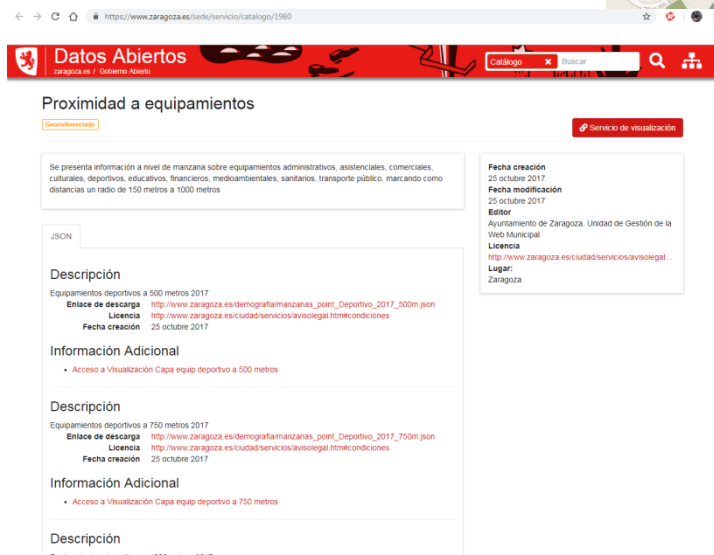 https://www.zaragoza.es/sede/servicio/catalogo/1980
Datos Abiertos
zaragoza.es / Gobierno Abierto
Catálogo × Buscar
Proximidad a equipamientos
Georeferenciado
Servicio de visualización
Se presenta información a nivel de manzana sobre equipamientos administrativos, asistenciales, comerciales,
culturales, deportivos, educativos, financieros, medioambientales, sanitarios, transporte público, marcando como
distancias un radio de 150 metros a 1000 metros
Fecha creación
25 octubre 2017
Fecha modificación
25 octubre 2017
Editor
Ayuntamiento de Zaragoza. Unidad de Gestión de la
Web Municipal
Licencia
http://www.zaragoza.es/ciudad/servicios/avisolegal...
Lugar:
Zaragoza
JSON
Descripción
Equipamientos deportivos a 500 metros 2017
Enlace de descarga http://www.zaragoza.es/demografia/manzanas_point_Deportivo_2017_500m.json
Licencia http://www.zaragoza.es/ciudad/servicios/avisolegal.htm#condiciones
Fecha creación 25 octubre 2017
Información Adicional
• Acceso a Visualización Capa equip deportivo a 500 metros
Descripción
Equipamientos deportivos a 750 metros 2017
Enlace de descarga http://www.zaragoza.es/demografia/manzanas_point_Deportivo_2017_750m.json
Licencia http://www.zaragoza.es/ciudad/servicios/avisolegal.htm#condiciones
Fecha creación 25 octubre 2017
Información Adicional
• Acceso a Visualización Capa equip deportivo a 750 metros
Descripción